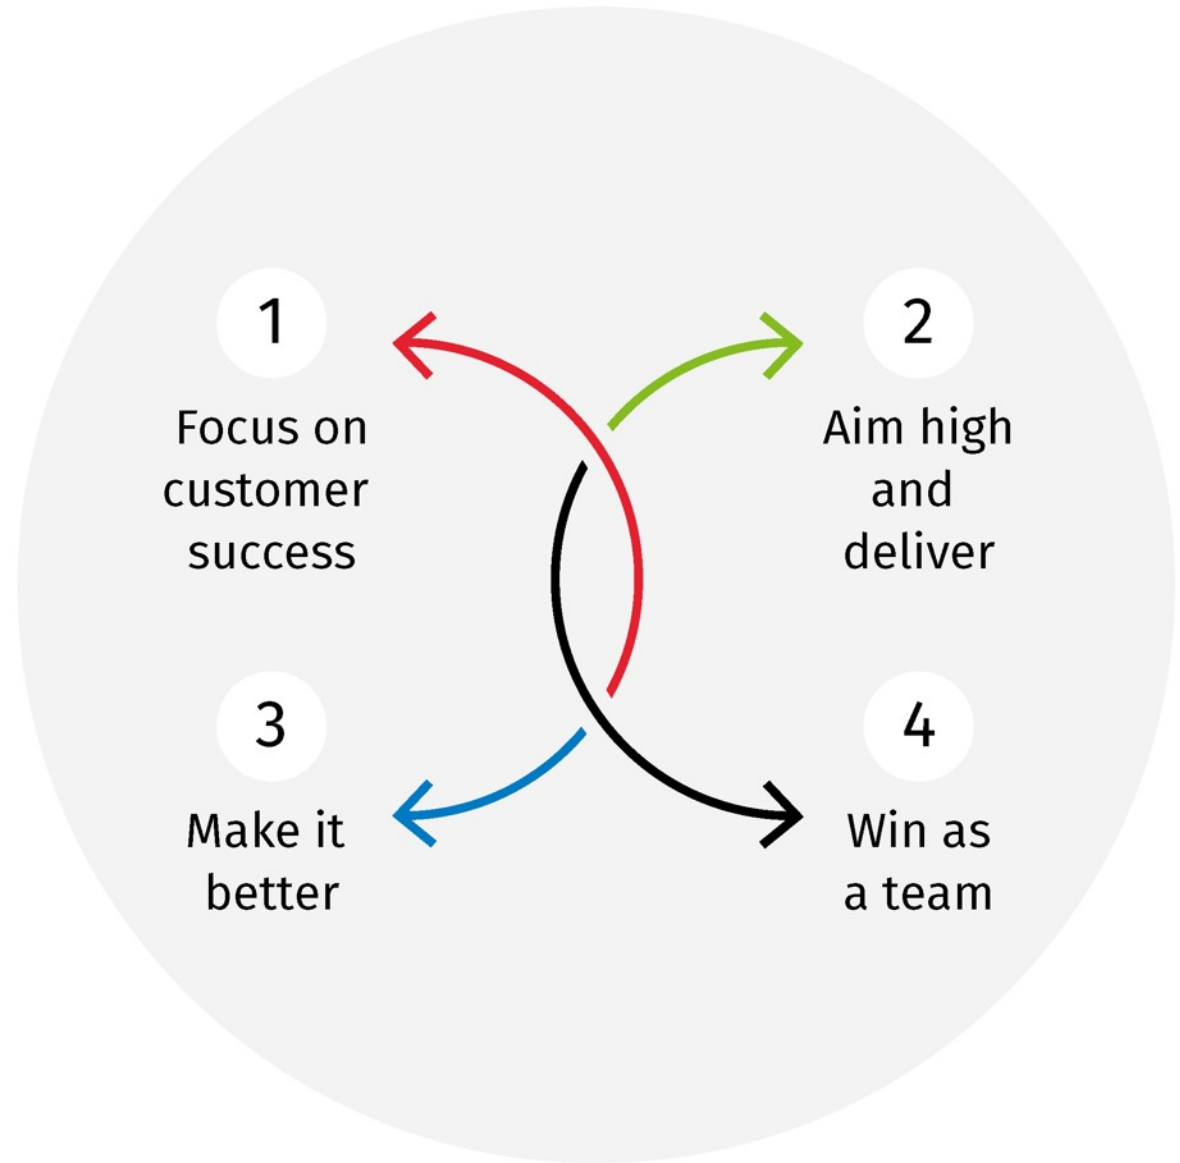 1
Focus on
customer
success
2
Aim high
and
deliver
3
Make it
better
4
Win as
a team